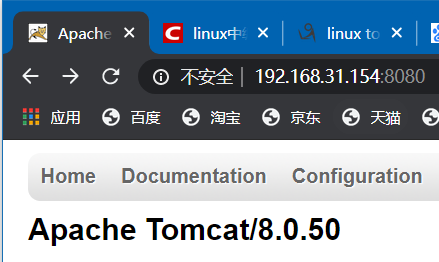 Apache linux中 linux to
不安全 192.168.31.154:8080
应用 百度 淘宝 京东 天猫
Home Documentation Configuration
Apache Tomcat/8.0.50